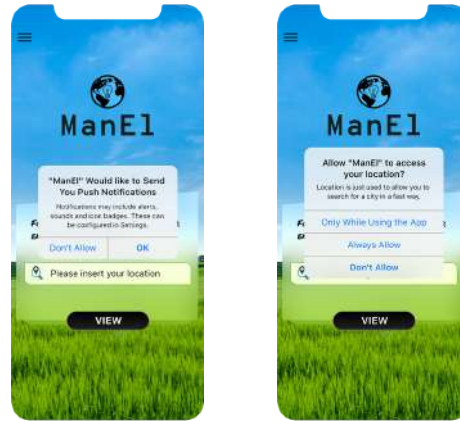 ManEl
"ManEl" Would like to Send
You Push Notifications
Notifications may include alerts,
sounds and icon badges. These can
be configured in Settings.
Don't Allow
OK
Please insert your location
VIEW
ManEl
Allow "ManEl" to access
your location?
Location is just used to allow you to
search for a city in a fast way.
Only While Using the App
Always Allow
Don't Allow
VIEW